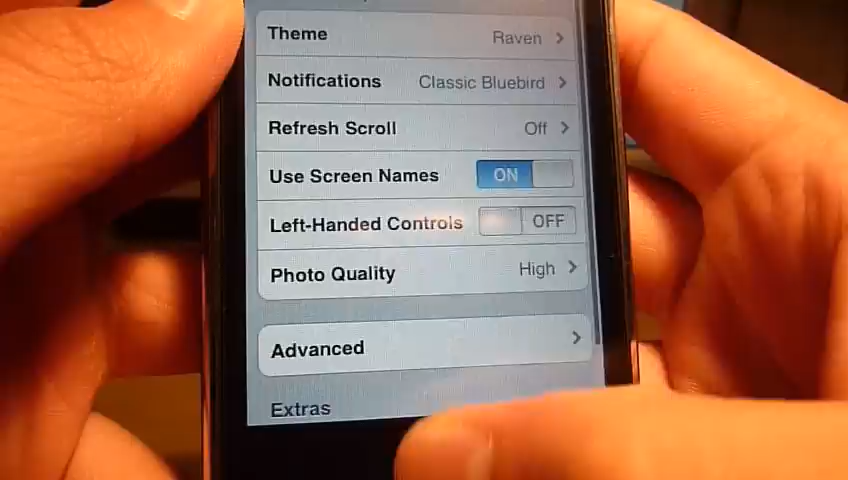 Theme Raven
Notifications Classic Bluebird
Refresh Scroll Off
Use Screen Names ON
Left-Handed Controls OFF
Photo Quality High
Advanced
Extras